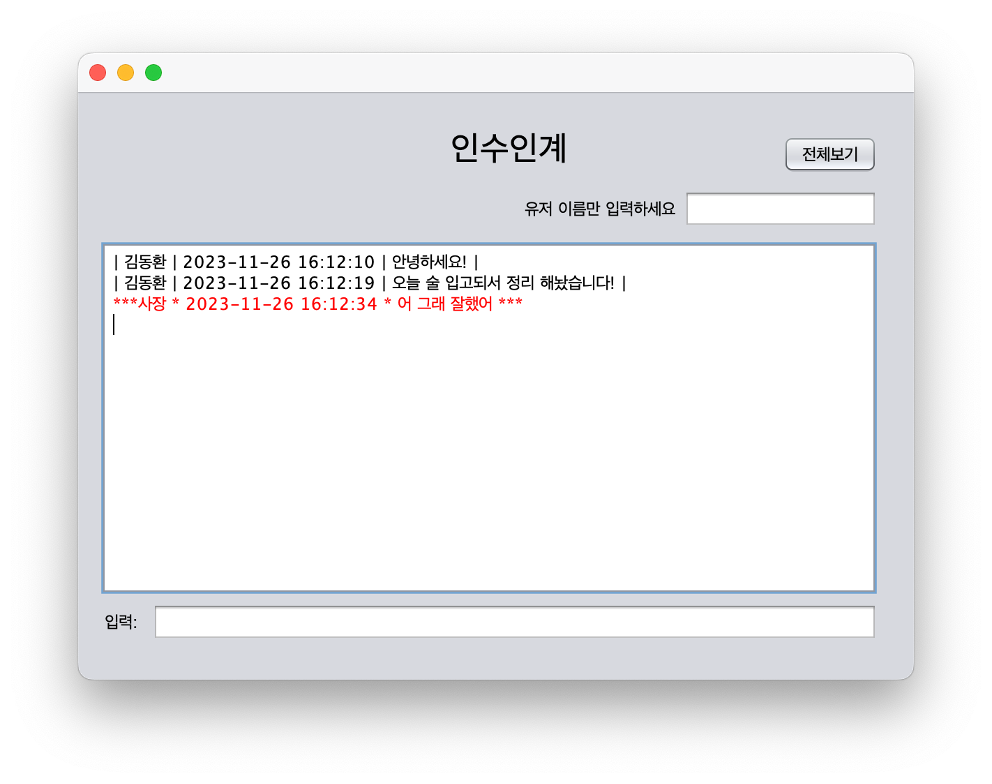 인수인계
전체보기
유저 이름만 입력하세요
| 김동환 | 2023-11-26 16:12:10 | 안녕하세요! |
| 김동환 | 2023-11-26 16:12:19 | 오늘 술 입고되서 정리 해놨습니다! |
***사장 * 2023-11-26 16:12:34 * 어 그래 잘했어 ***
입력: